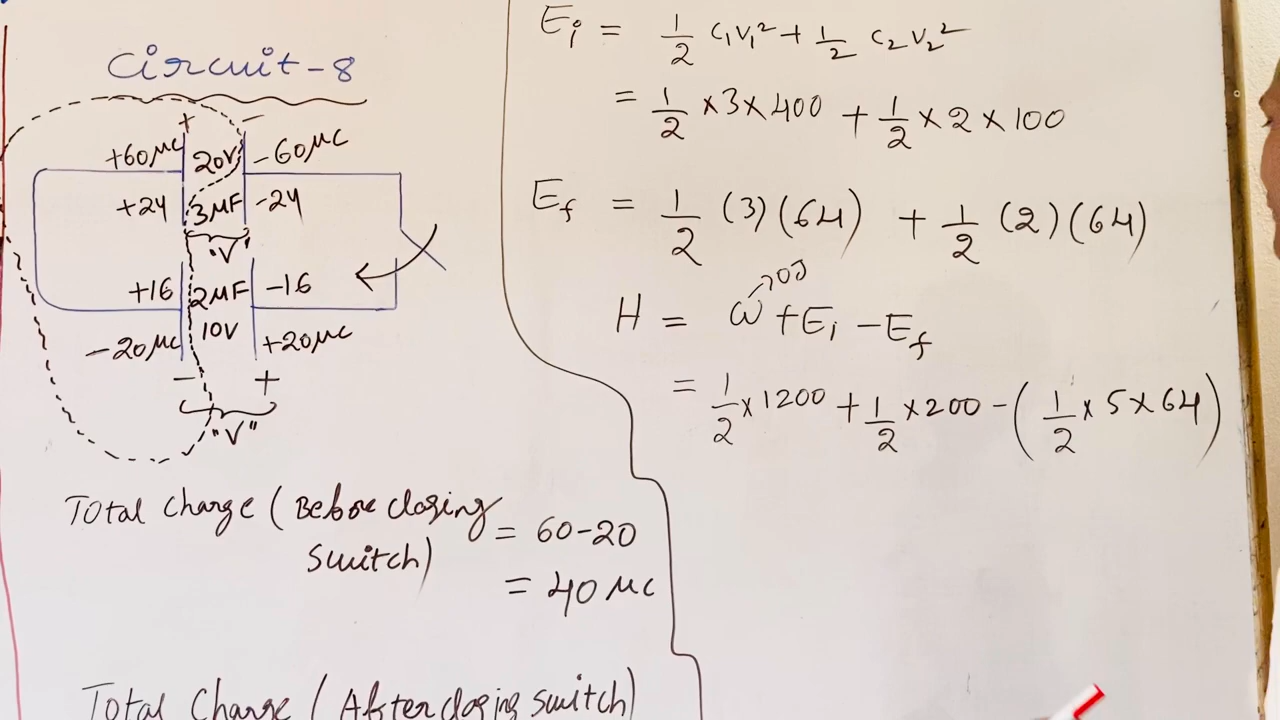 Circuit-8
+ −
+60μC 20V −60μC
+24 3μF −24
"V"
+16 2μF −16
−20μC 10V +20μC
− +
"V"
Total charge (Before closing
switch) = 60-20
= 40 μC
Total Charge (After closing switch)
Ei = 1/2 C₁V₁² + 1/2 C₂V₂²
= 1/2 × 3 × 400 + 1/2 × 2 × 100
Ef = 1/2 (3)(64) + 1/2 (2)(64)
0J
H = W + Ei − Ef
= 1/2 × 1200 + 1/2 × 200 − (1/2 × 5 × 64)